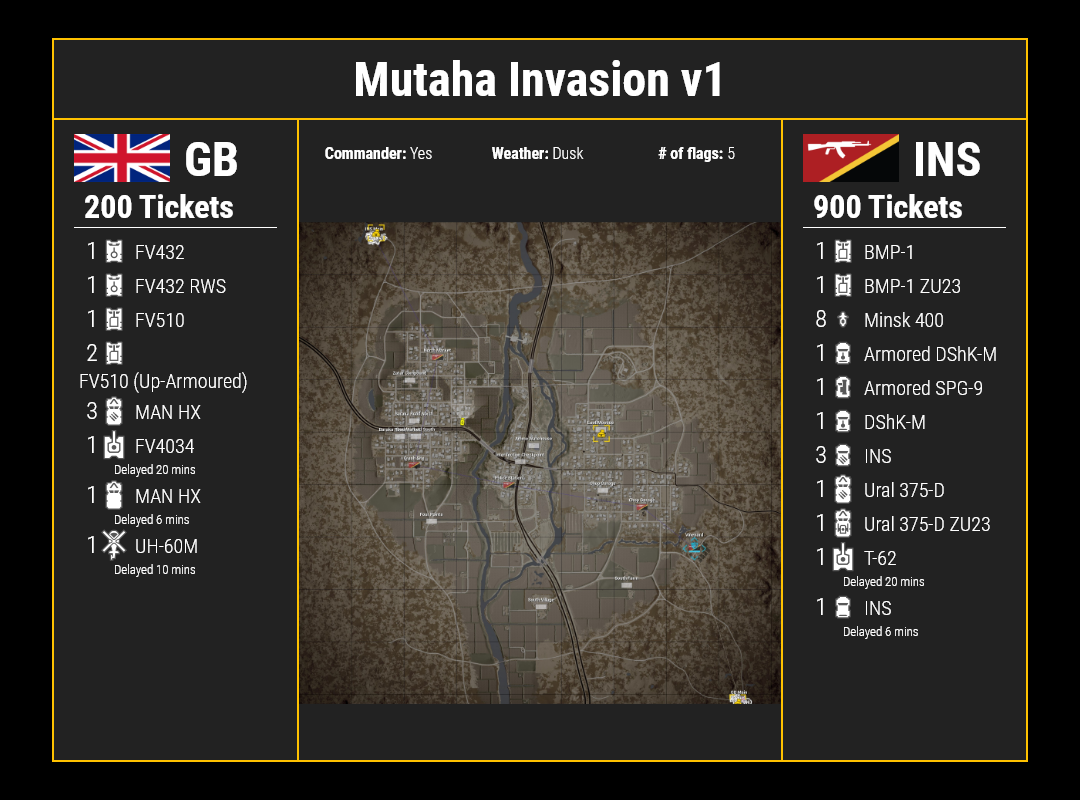 Mutaha Invasion v1
GB
200 Tickets
1 FV432
1 FV432 RWS
1 FV510
2
FV510 (Up-Armoured)
3 MAN HX
1 FV4034
Delayed 20 mins
1 MAN HX
Delayed 6 mins
1 UH-60M
Delayed 10 mins
Commander: Yes
Weather: Dusk
# of flags: 5
INS
900 Tickets
1 BMP-1
1 BMP-1 ZU23
8 Minsk 400
1 Armored DShK-M
1 Armored SPG-9
1 DShK-M
3 INS
1 Ural 375-D
1 Ural 375-D ZU23
1 T-62
Delayed 20 mins
1 INS
Delayed 6 mins